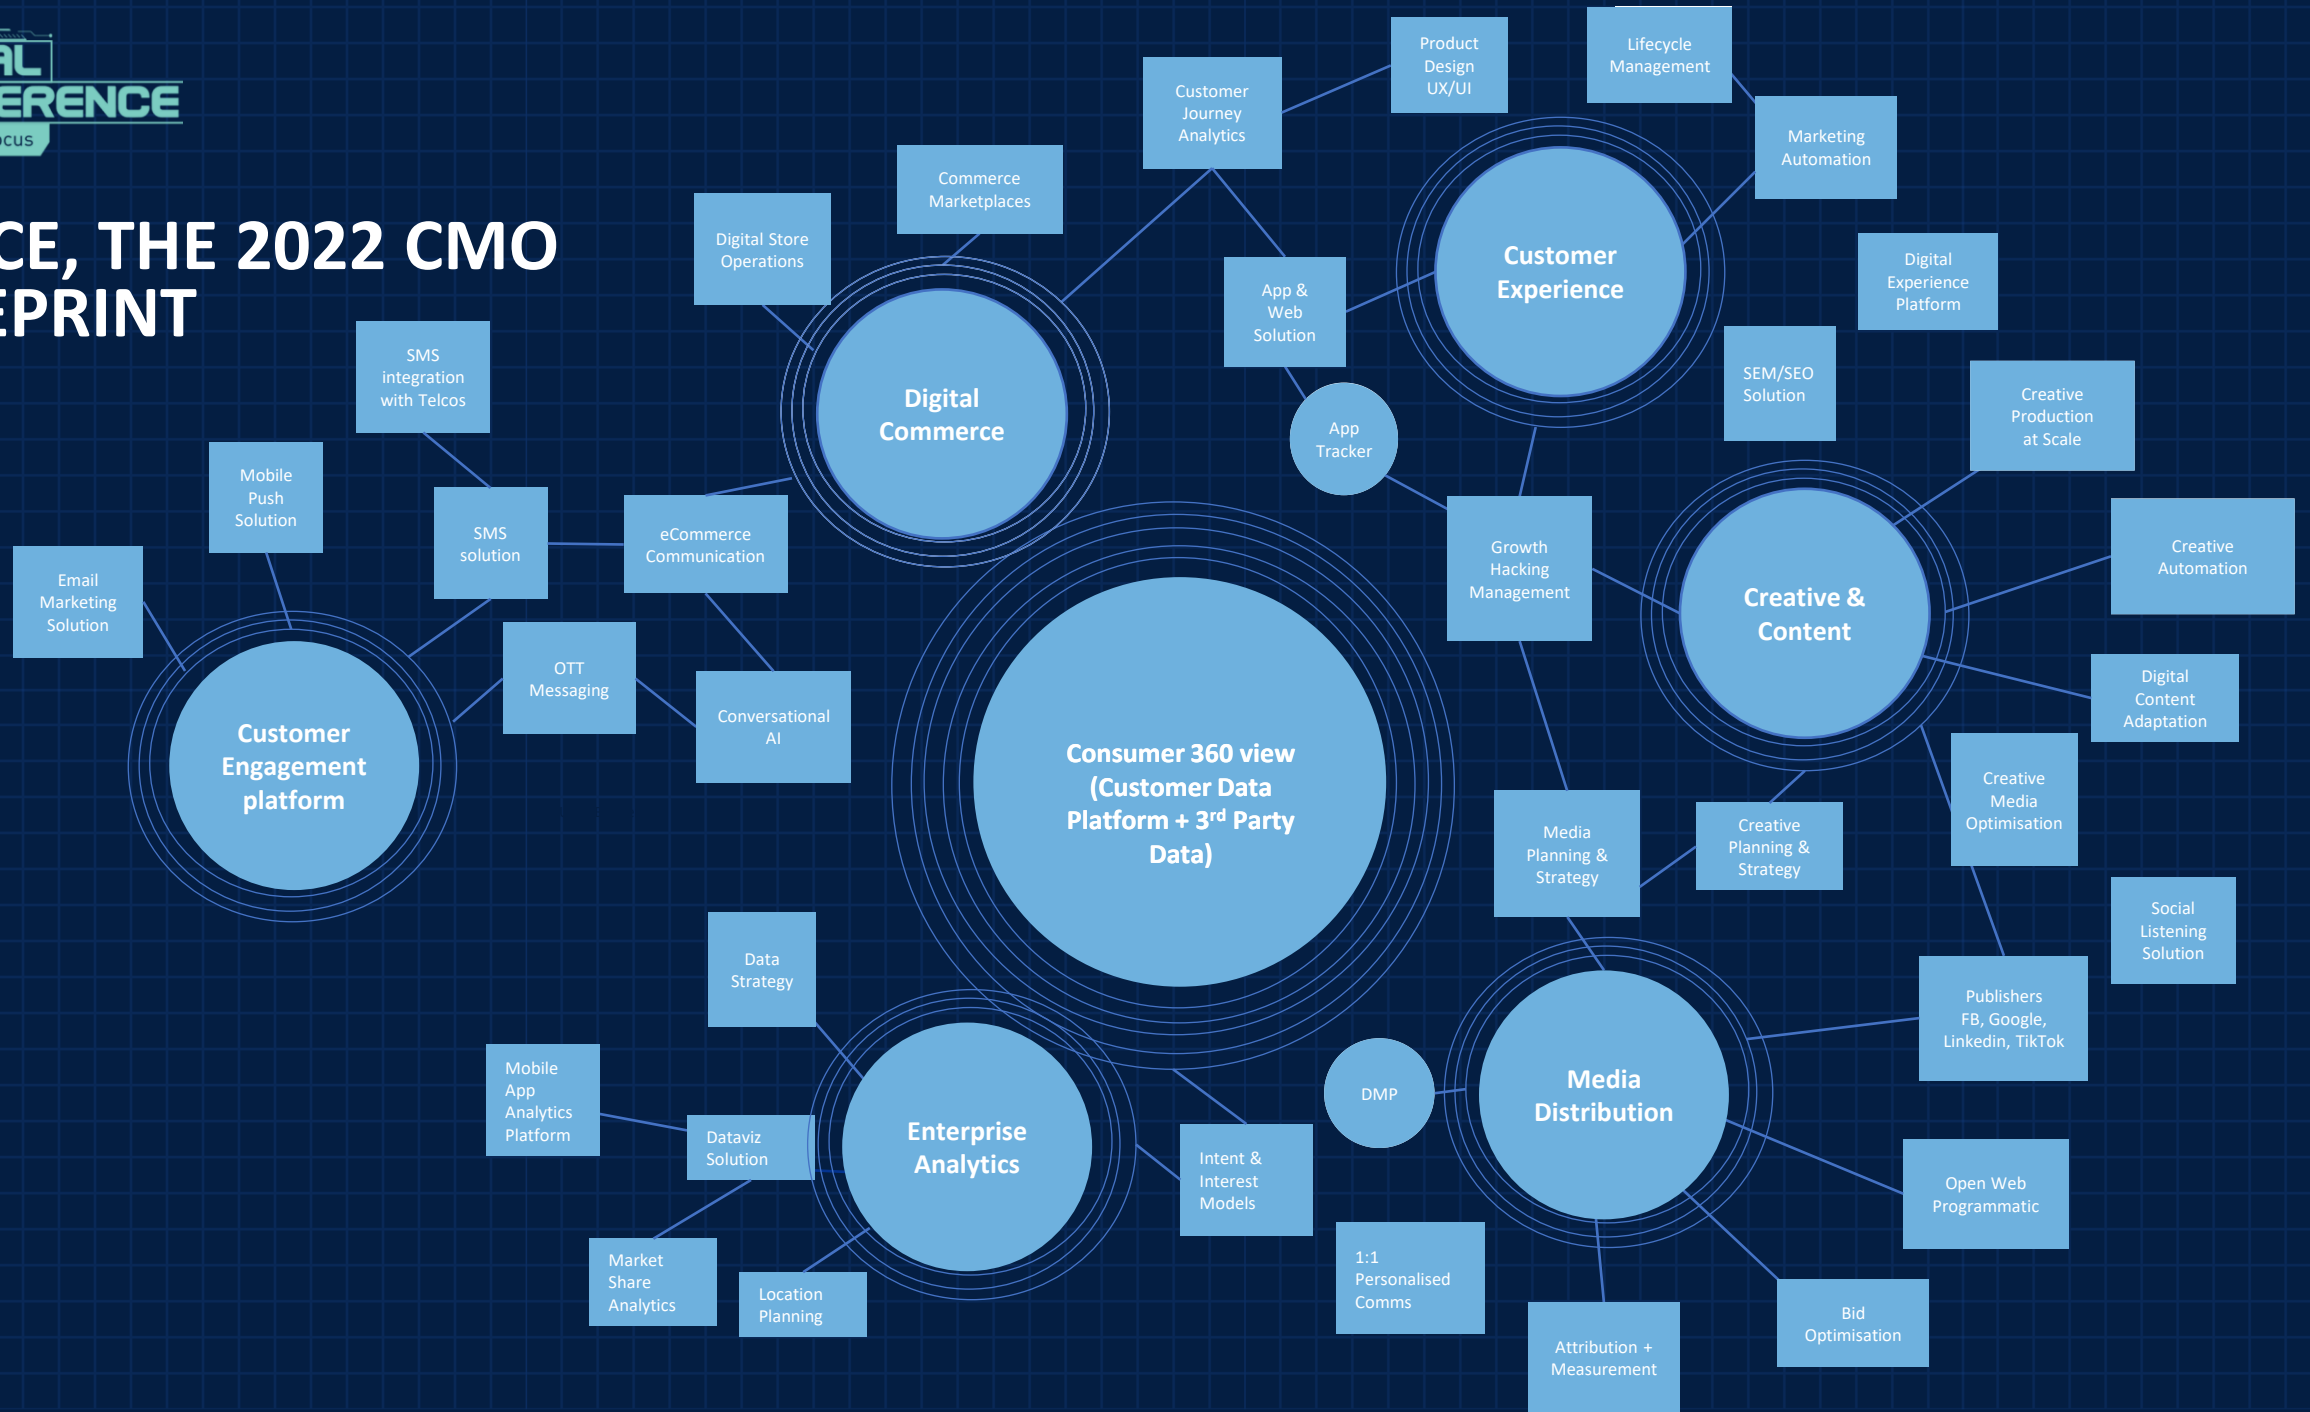 AL
ERENCE
ocus
CE, THE 2022 CMO
EPRINT
Product
Design
UX/UI
Lifecycle
Management
Customer
Journey
Analytics
Marketing
Automation
Commerce
Marketplaces
Digital Store
Operations
Customer
Experience
Digital
Experience
Platform
App &
Web
Solution
SMS
integration
with Telcos
SEM/SEO
Solution
Creative
Production
at Scale
Digital
Commerce
App
Tracker
Mobile
Push
Solution
SMS
solution
eCommerce
Communication
Growth
Hacking
Management
Creative
Automation
Email
Marketing
Solution
Creative &
Content
OTT
Messaging
Digital
Content
Adaptation
Conversational
AI
Customer
Engagement
platform
Consumer 360 view
(Customer Data
Platform + 3rd Party
Data)
Creative
Media
Optimisation
Media
Planning &
Strategy
Creative
Planning &
Strategy
Social
Listening
Solution
Data
Strategy
Publishers
FB, Google,
Linkedin, TikTok
Mobile
App
Analytics
Platform
DMP
Media
Distribution
Dataviz
Solution
Enterprise
Analytics
Intent &
Interest
Models
Open Web
Programmatic
Market
Share
Analytics
Location
Planning
1:1
Personalised
Comms
Bid
Optimisation
Attribution +
Measurement